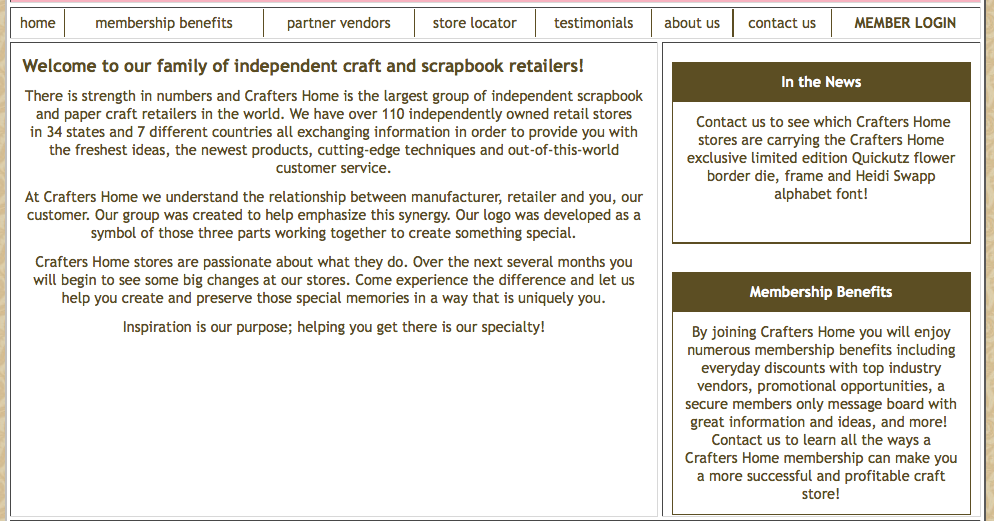 home membership benefits partner vendors store locator testimonials about us contact us MEMBER LOGIN
Welcome to our family of independent craft and scrapbook retailers!
There is strength in numbers and Crafters Home is the largest group of independent scrapbook
and paper craft retailers in the world. We have over 110 independently owned retail stores
in 34 states and 7 different countries all exchanging information in order to provide you with
the freshest ideas, the newest products, cutting-edge techniques and out-of-this-world
customer service.
At Crafters Home we understand the relationship between manufacturer, retailer and you, our
customer. Our group was created to help emphasize this synergy. Our logo was developed as a
symbol of those three parts working together to create something special.
Crafters Home stores are passionate about what they do. Over the next several months you
will begin to see some big changes at our stores. Come experience the difference and let us
help you create and preserve those special memories in a way that is uniquely you.
Inspiration is our purpose; helping you get there is our specialty!
In the News
Contact us to see which Crafters Home
stores are carrying the Crafters Home
exclusive limited edition Quickutz flower
border die, frame and Heidi Swapp
alphabet font!
Membership Benefits
By joining Crafters Home you will enjoy
numerous membership benefits including
everyday discounts with top industry
vendors, promotional opportunities, a
secure members only message board with
great information and ideas, and more!
Contact us to learn all the ways a
Crafters Home membership can make you
a more successful and profitable craft
store!